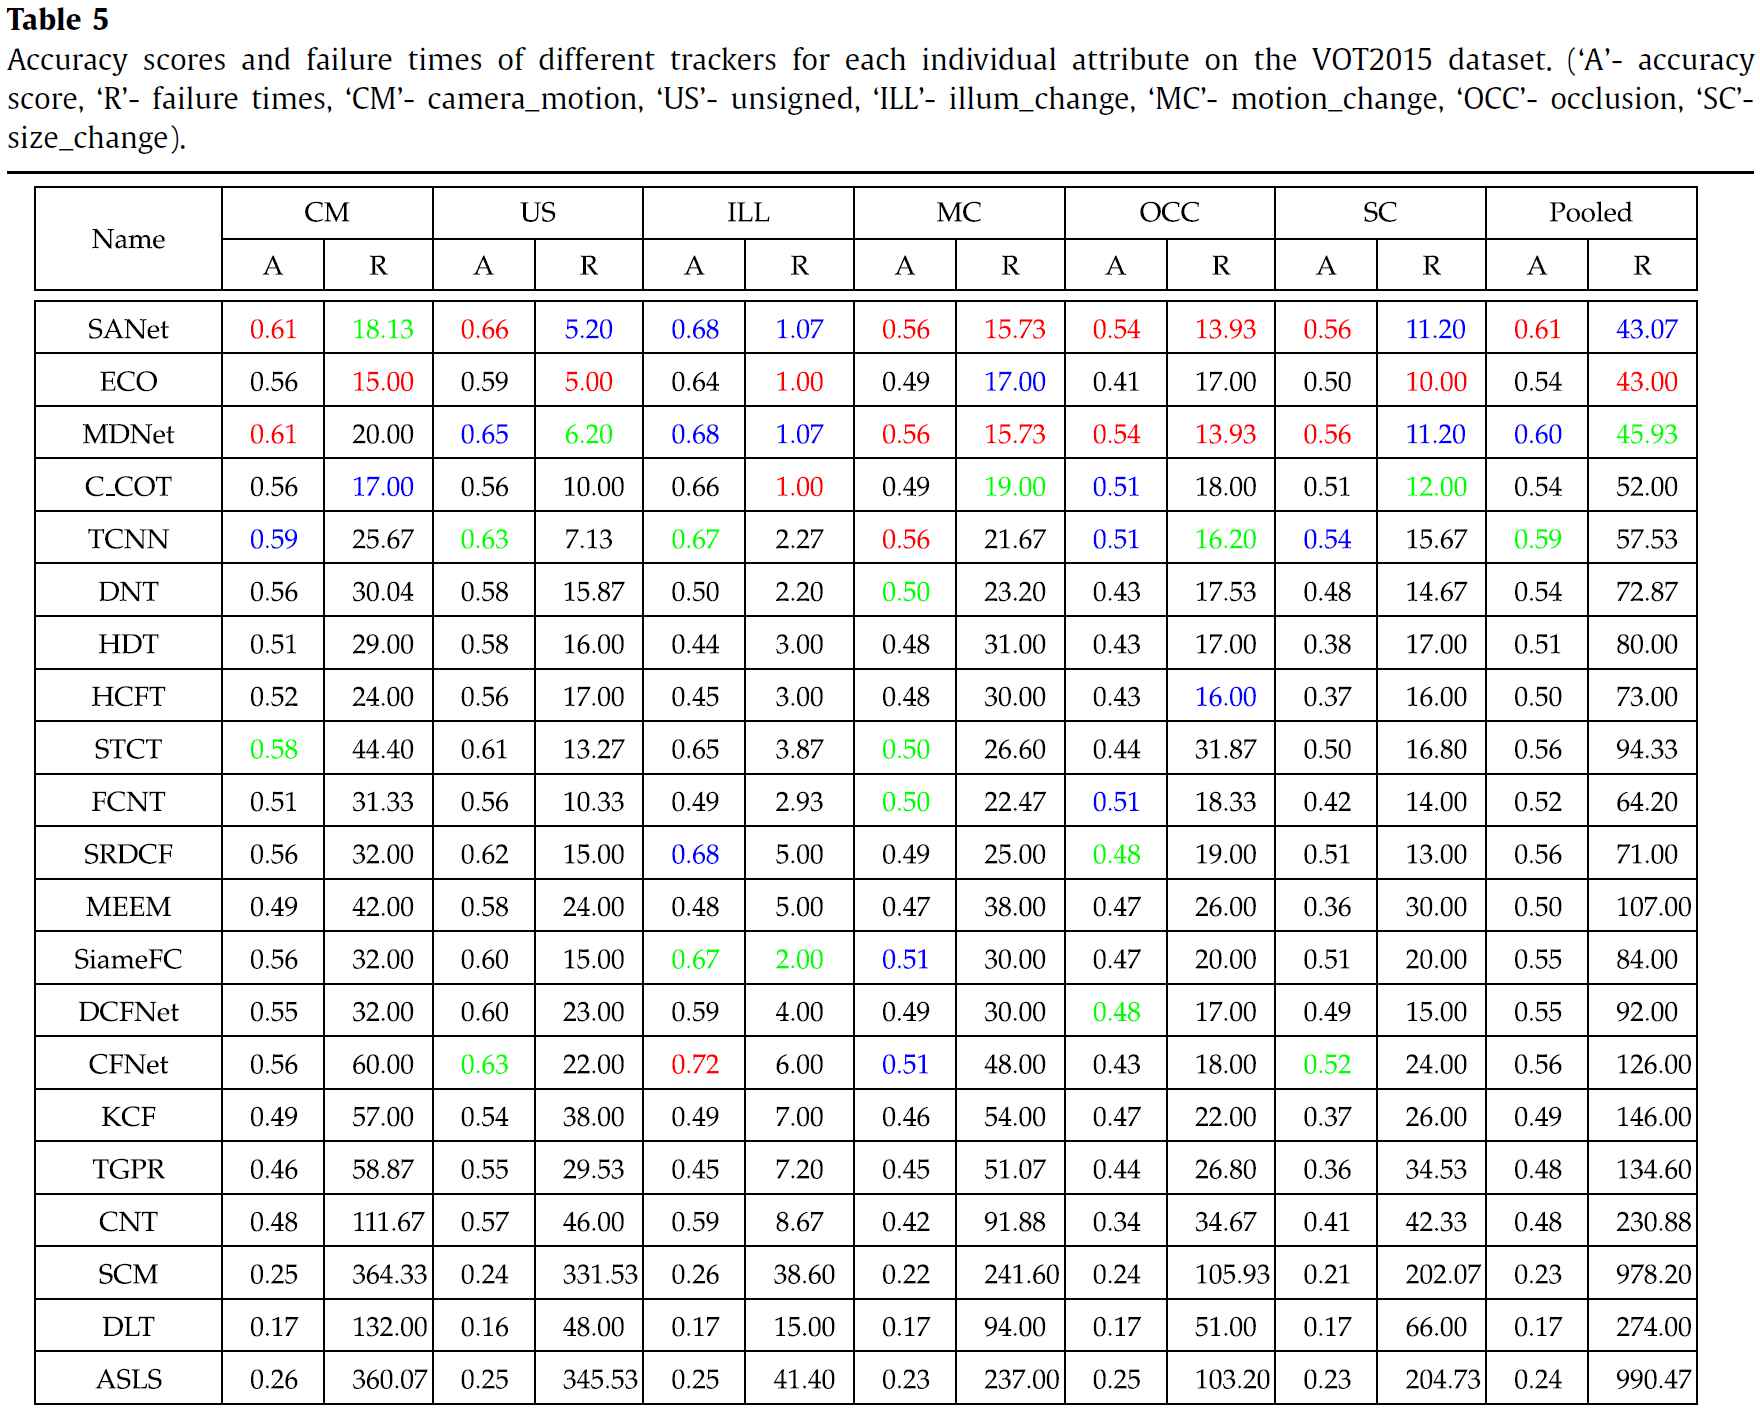 Table 5
Accuracy scores and failure times of different trackers for each individual attribute on the VOT2015 dataset. (‘A’- accuracy
score, ‘R’- failure times, ‘CM’- camera_motion, ‘US’- unsigned, ‘ILL’- illum_change, ‘MC’- motion_change, ‘OCC’- occlusion, ‘SC’-
size_change).
Name CM US ILL MC OCC SC Pooled
A R A R A R A R A R A R A R
SANet 0.61 18.13 0.66 5.20 0.68 1.07 0.56 15.73 0.54 13.93 0.56 11.20 0.61 43.07
ECO 0.56 15.00 0.59 5.00 0.64 1.00 0.49 17.00 0.41 17.00 0.50 10.00 0.54 43.00
MDNet 0.61 20.00 0.65 6.20 0.68 1.07 0.56 15.73 0.54 13.93 0.56 11.20 0.60 45.93
C_COT 0.56 17.00 0.56 10.00 0.66 1.00 0.49 19.00 0.51 18.00 0.51 12.00 0.54 52.00
TCNN 0.59 25.67 0.63 7.13 0.67 2.27 0.56 21.67 0.51 16.20 0.54 15.67 0.59 57.53
DNT 0.56 30.04 0.58 15.87 0.50 2.20 0.50 23.20 0.43 17.53 0.48 14.67 0.54 72.87
HDT 0.51 29.00 0.58 16.00 0.44 3.00 0.48 31.00 0.43 17.00 0.38 17.00 0.51 80.00
HCFT 0.52 24.00 0.56 17.00 0.45 3.00 0.48 30.00 0.43 16.00 0.37 16.00 0.50 73.00
STCT 0.58 44.40 0.61 13.27 0.65 3.87 0.50 26.60 0.44 31.87 0.50 16.80 0.56 94.33
FCNT 0.51 31.33 0.56 10.33 0.49 2.93 0.50 22.47 0.51 18.33 0.42 14.00 0.52 64.20
SRDCF 0.56 32.00 0.62 15.00 0.68 5.00 0.49 25.00 0.48 19.00 0.51 13.00 0.56 71.00
MEEM 0.49 42.00 0.58 24.00 0.48 5.00 0.47 38.00 0.47 26.00 0.36 30.00 0.50 107.00
SiameFC 0.56 32.00 0.60 15.00 0.67 2.00 0.51 30.00 0.47 20.00 0.51 20.00 0.55 84.00
DCFNet 0.55 32.00 0.60 23.00 0.59 4.00 0.49 30.00 0.48 17.00 0.49 15.00 0.55 92.00
CFNet 0.56 60.00 0.63 22.00 0.72 6.00 0.51 48.00 0.43 18.00 0.52 24.00 0.56 126.00
KCF 0.49 57.00 0.54 38.00 0.49 7.00 0.46 54.00 0.47 22.00 0.37 26.00 0.49 146.00
TGPR 0.46 58.87 0.55 29.53 0.45 7.20 0.45 51.07 0.44 26.80 0.36 34.53 0.48 134.60
CNT 0.48 111.67 0.57 46.00 0.59 8.67 0.42 91.88 0.34 34.67 0.41 42.33 0.48 230.88
SCM 0.25 364.33 0.24 331.53 0.26 38.60 0.22 241.60 0.24 105.93 0.21 202.07 0.23 978.20
DLT 0.17 132.00 0.16 48.00 0.17 15.00 0.17 94.00 0.17 51.00 0.17 66.00 0.17 274.00
ASLS 0.26 360.07 0.25 345.53 0.25 41.40 0.23 237.00 0.25 103.20 0.23 204.73 0.24 990.47